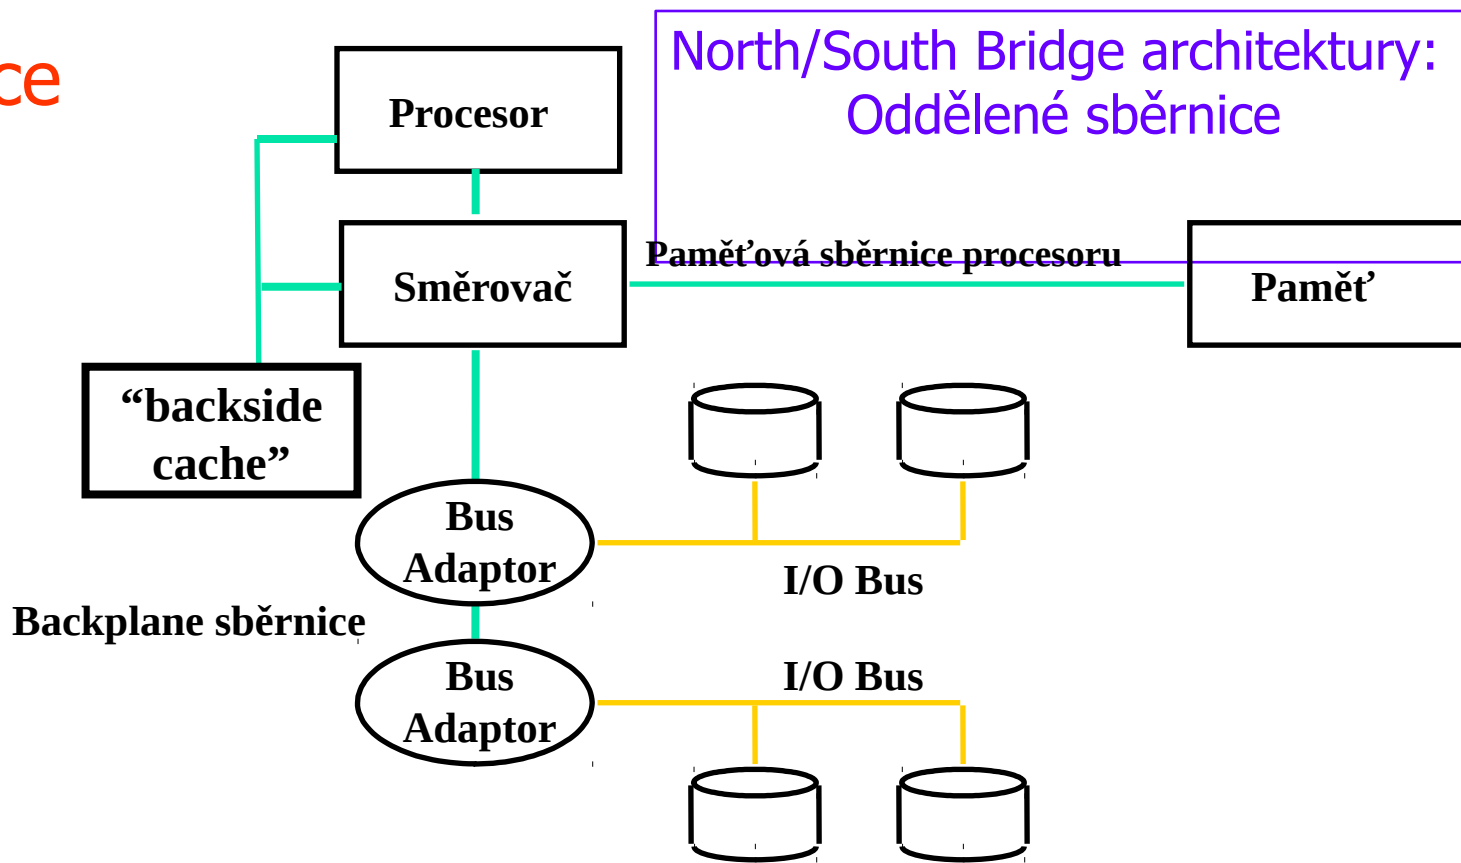 ce
North/South Bridge architektury:
Oddělené sběrnice
Procesor
Paměťová sběrnice procesoru
Směrovač
Paměť
“backside
cache”
Bus
Adaptor
I/O Bus
Backplane sběrnice
Bus
Adaptor
I/O Bus